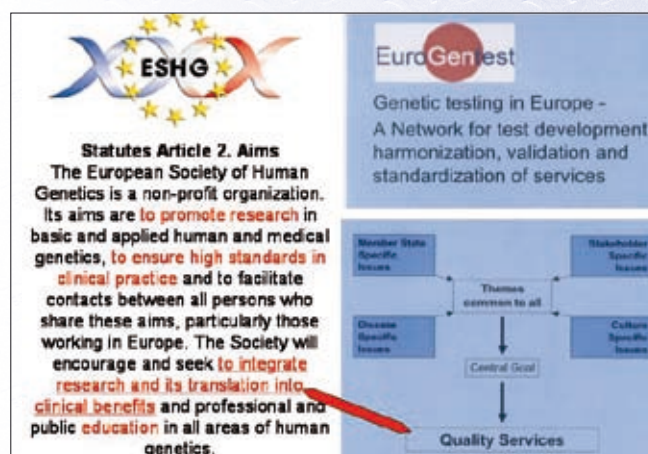 ESHG
Statutes Article 2. Aims
The European Society of Human
Genetics is a non-profit organization.
Its aims are to promote research in
basic and applied human and medical
genetics, to ensure high standards in
clinical practice and to facilitate
contacts between all persons who
share these aims, particularly those
working in Europe. The Society will
encourage and seek to integrate
research and its translation into
clinical benefits and professional and
public education in all areas of human
genetics.
EuroGentest
Genetic testing in Europe -
A Network for test development
harmonization, validation and
standardization of services
Member State
Specific
Issues
Stakeholder
Specific
Issues
Themes
common to all
Disease
Specific
Issues
Culture
Specific
Issues
Central Goal
Quality Services